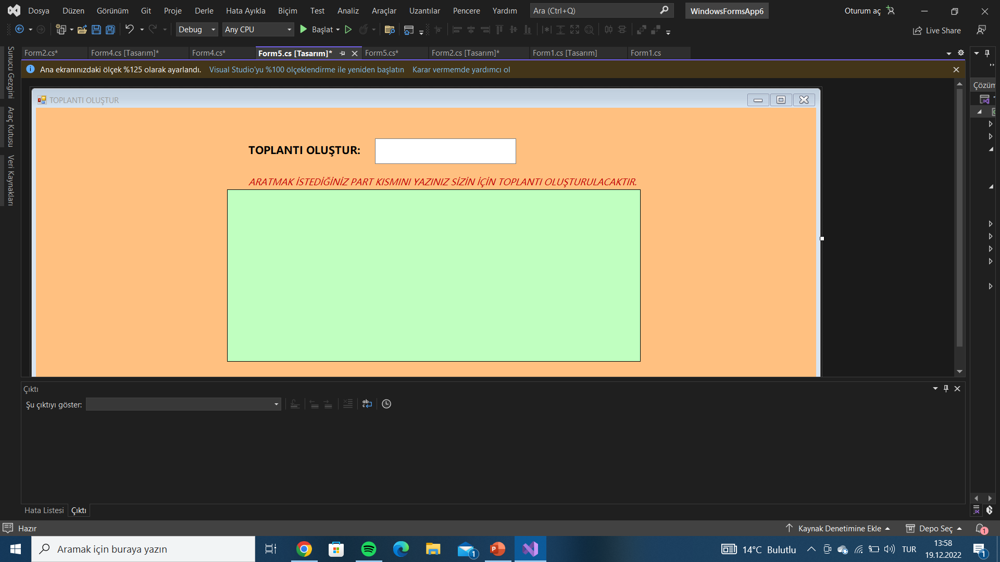 Dosya Düzen Görünüm Git Proje Derle Hata Ayıkla Biçim Test Analiz Araçlar Uzantılar Pencere Yardım Ara (Ctrl+Q) WindowsFormsApp6 Oturum aç
Debug Any CPU Başlat Live Share
Form2.cs* Form4.cs [Tasarım]* Form4.cs* Form5.cs [Tasarım]* Form5.cs* Form2.cs [Tasarım]* Form1.cs [Tasarım] Form1.cs
Ana ekranınızdaki ölçek %125 olarak ayarlandı. Visual Studio'yu %100 ölçeklendirme ile yeniden başlatın Karar vermemde yardımcı ol
Sunucu Gezgini
Araç Kutusu
Veri Kaynakları
Çözüm
TOPLANTI OLUŞTUR
TOPLANTI OLUŞTUR:
ARATMAK İSTEDİĞİNİZ PART KISMINI YAZINIZ SİZİN İÇİN TOPLANTI OLUŞTURULACAKTIR.
Çıktı
Şu çıktıyı göster:
Hata Listesi Çıktı
Hazır Kaynak Denetimine Ekle Depo Seç 1
Aramak için buraya yazın 1 14°C Bulutlu TUR 13:58
19.12.2022 1